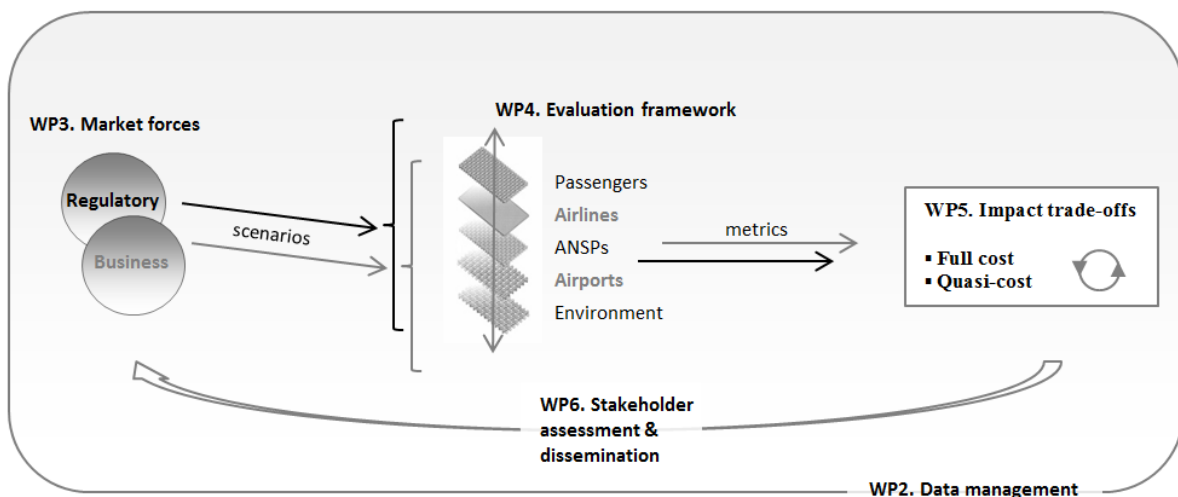 WP3. Market forces
Regulatory
Business
scenarios
WP4. Evaluation framework
Passengers
Airlines
ANSPs
Airports
Environment
metrics
WP5. Impact trade-offs
▪ Full cost
▪ Quasi-cost
WP6. Stakeholder
assessment &
dissemination
WP2. Data management